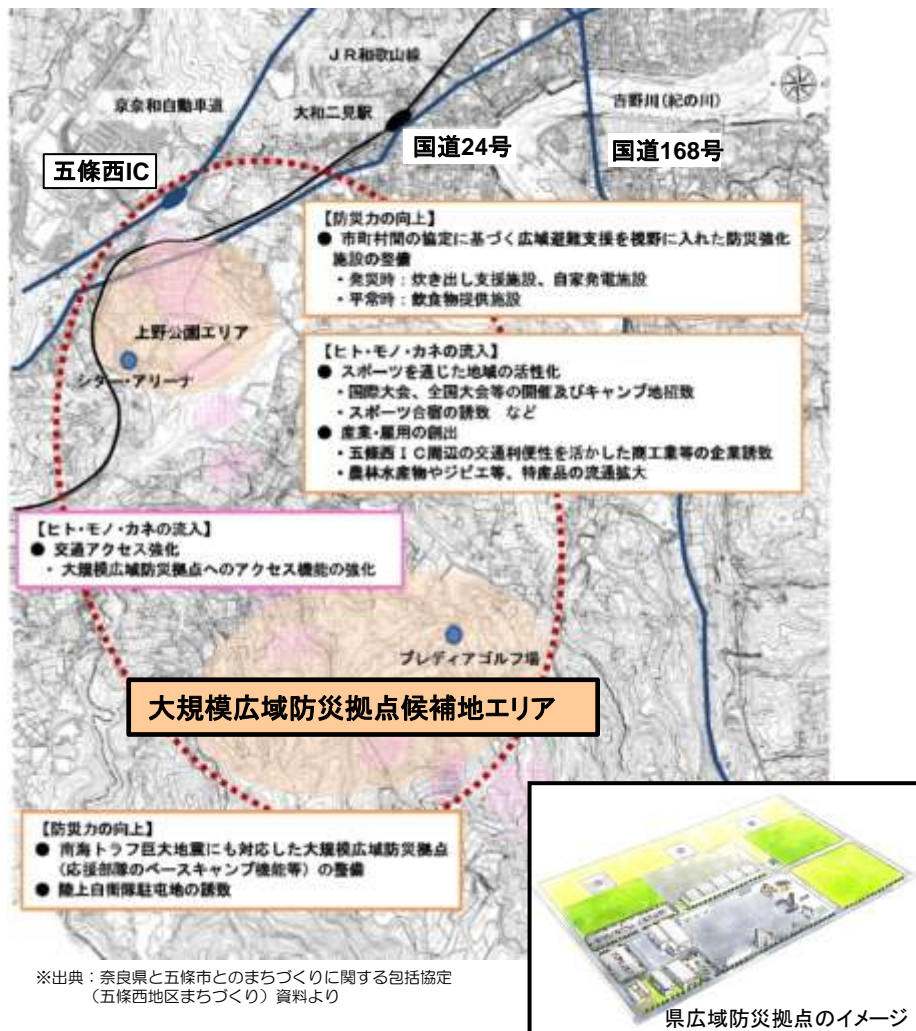 JR和歌山線
京奈和自動車道
大和二見駅
吉野川(紀の川)
国道24号
国道168号
五條西IC
【防災力の向上】
● 市町村間の協定に基づく広域避難支援を視野に入れた防災強化
施設の整備
・発災時:炊き出し支援施設、自家発電施設
・平常時:飲食物提供施設
上野公園エリア
シダー・アリーナ
【ヒト・モノ・カネの流入】
● スポーツを通じた地域の活性化
・国際大会、全国大会等の開催及びキャンプ地招致
・スポーツ合宿の誘致 など
● 産業・雇用の創出
・五條西IC周辺の交通利便性を活かした商工業等の企業誘致
・農林水産物やジビエ等、特産品の流通拡大
【ヒト・モノ・カネの流入】
● 交通アクセス強化
・大規模広域防災拠点へのアクセス機能の強化
プレディアゴルフ場
大規模広域防災拠点候補地エリア
【防災力の向上】
● 南海トラフ巨大地震にも対応した大規模広域防災拠点
(応援部隊のベースキャンプ機能等)の整備
● 陸上自衛隊駐屯地の誘致
※出典:奈良県と五條市とのまちづくりに関する包括協定
(五條西地区まちづくり)資料より
県広域防災拠点のイメージ